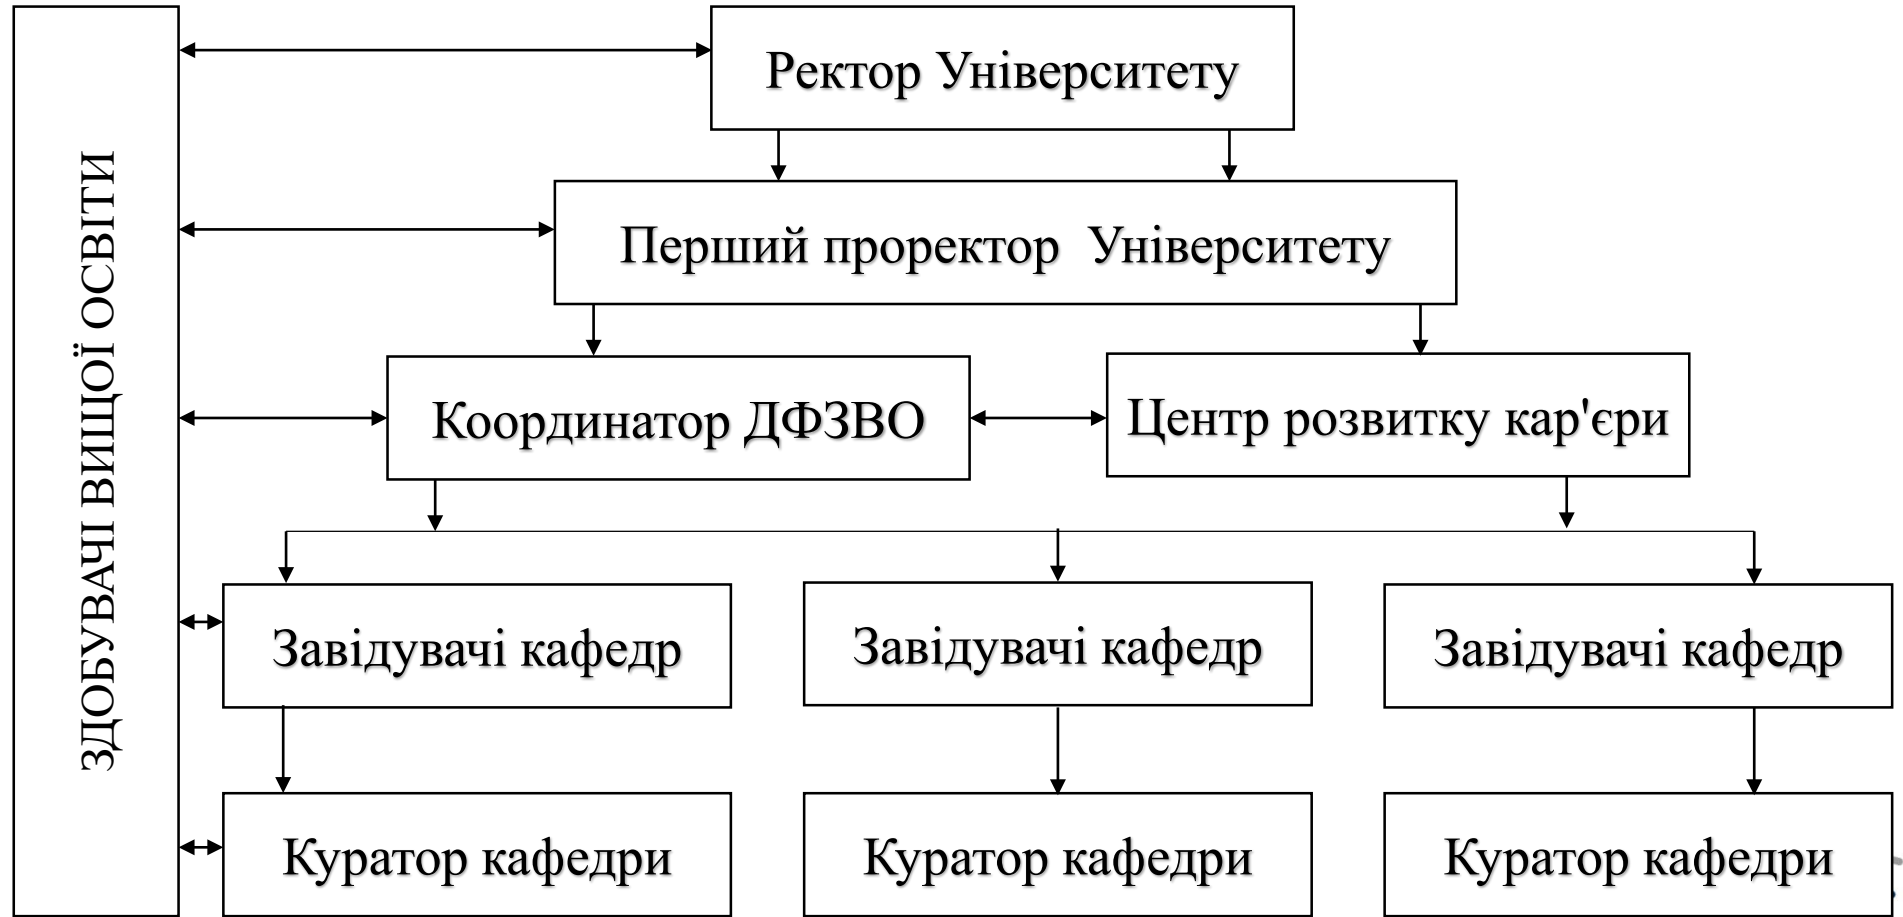 ЗДОБУВАЧІ ВИЩОЇ ОСВІТИ
Ректор Університету
Перший проректор Університету
Координатор ДФЗВО
Центр розвитку кар'єри
Завідувачі кафедр
Завідувачі кафедр
Завідувачі кафедр
Куратор кафедри
Куратор кафедри
Куратор кафедри